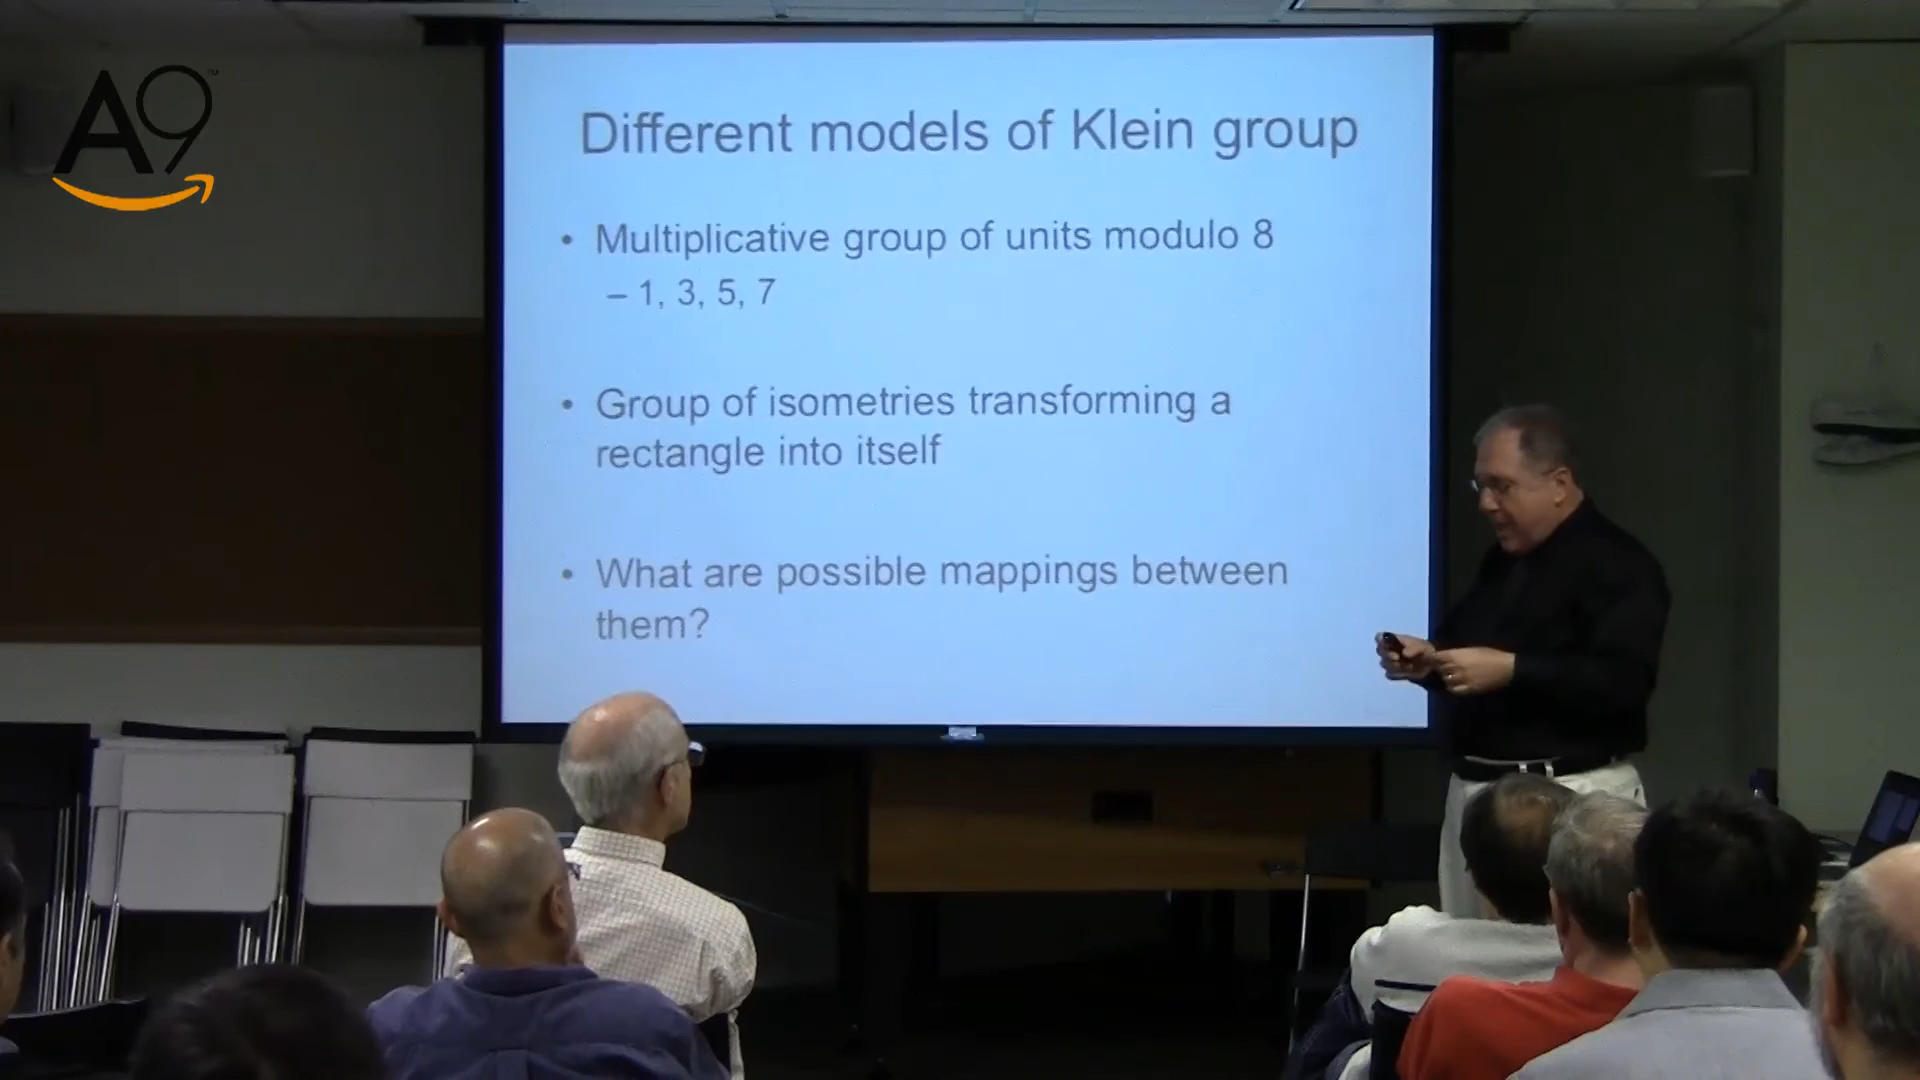 A9™
Different models of Klein group
• Multiplicative group of units modulo 8
– 1, 3, 5, 7
• Group of isometries transforming a
rectangle into itself
• What are possible mappings between
them?